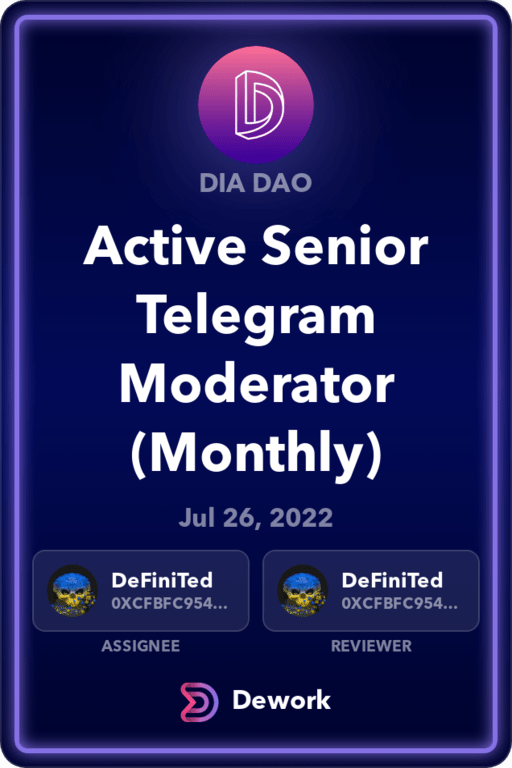 DIA DAO
Active Senior
Telegram
Moderator
(Monthly)
Jul 26, 2022
DeFiniTed
0XCFBFC954...
ASSIGNEE
DeFiniTed
0XCFBFC954...
REVIEWER
Dework